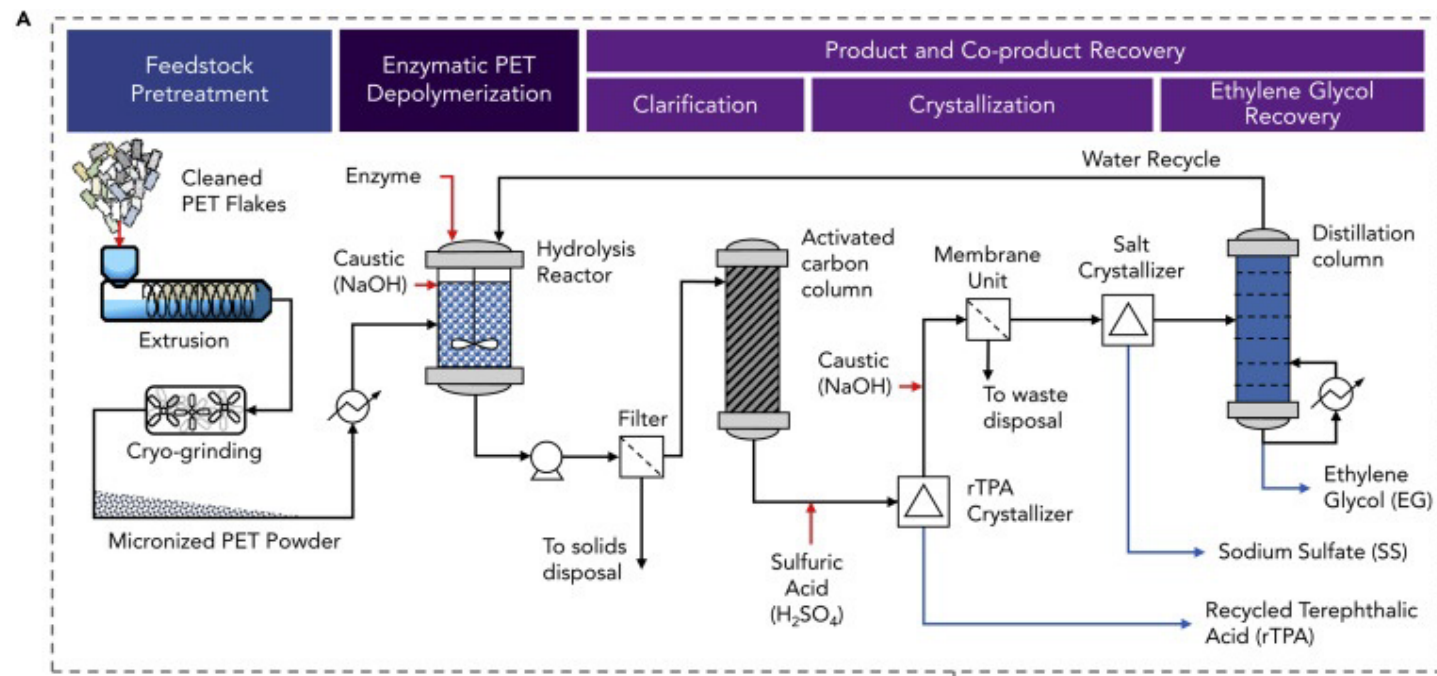 A
Feedstock
Pretreatment
Enzymatic PET
Depolymerization
Product and Co-product Recovery
Clarification
Crystallization
Ethylene Glycol
Recovery
Cleaned
PET Flakes
Extrusion
Cryo-grinding
Micronized PET Powder
Enzyme
Caustic
(NaOH)
Hydrolysis
Reactor
Filter
To solids
disposal
Activated
carbon
column
Sulfuric
Acid
(H₂SO₄)
rTPA
Crystallizer
Caustic
(NaOH)
Membrane
Unit
To waste
disposal
Salt
Crystallizer
Water Recycle
Distillation
column
Ethylene
Glycol (EG)
Sodium Sulfate (SS)
Recycled Terephthalic
Acid (rTPA)